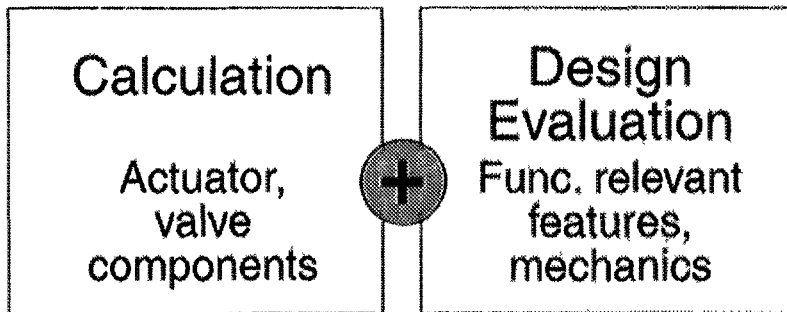 Calculation
Actuator,
valve
components
+
Design
Evaluation
Func. relevant
features,
mechanics